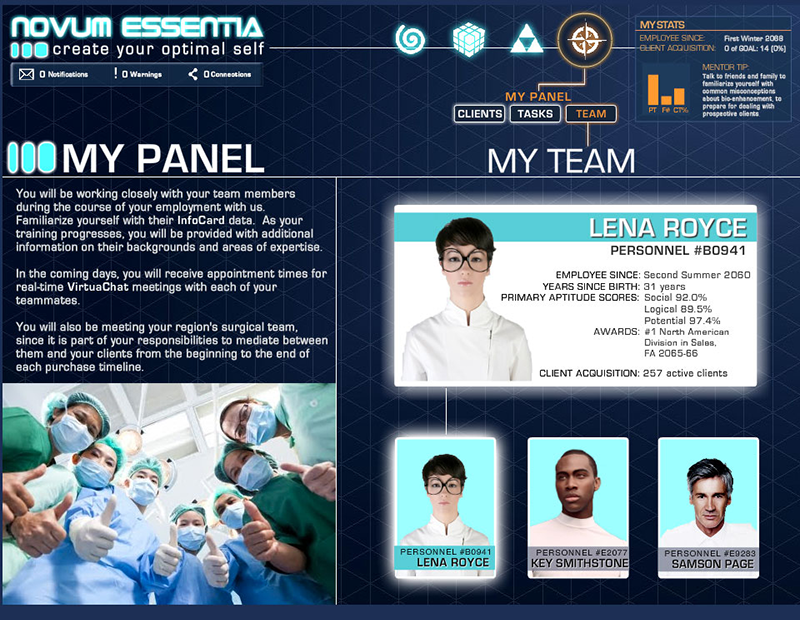 NOVUM ESSENTIA
create your optimal self
0 Notifications
0 Warnings
0 Connections
MY PANEL
CLIENTS
TASKS
TEAM
MY STATS
EMPLOYEE SINCE: First Winter 2069
CLIENT ACQUISITION: 0 of GOAL: 14 (0%)
MENTOR TIP:
Talk to friends and family to
familiarize yourself with
common misconceptions
about bio-enhancement, to
prepare for dealing with
prospective clients
PT F# CT%
MY PANEL
MY TEAM
You will be working closely with your team members
during the course of your employment with us.
Familiarize yourself with their InfoCard data. As your
training progresses, you will be provided with additional
information on their backgrounds and areas of expertise.
In the coming days, you will receive appointment times for
real-time VirtuaChat meetings with each of your
teammates.
You will also be meeting your region's surgical team,
since it is part of your responsibilities to mediate between
them and your clients from the beginning to the end of
each purchase timeline.
LENA ROYCE
PERSONNEL #B0941
EMPLOYEE SINCE: Second Summer 2060
YEARS SINCE BIRTH: 31 years
PRIMARY APTITUDE SCORES: Social 92.0%
Logical 89.5%
Potential 97.4%
AWARDS: #1 North American
Division in Sales,
FA 2065-66
CLIENT ACQUISITION: 257 active clients
PERSONNEL #B0941
LENA ROYCE
PERSONNEL #E2077
KEY SMITHSTONE
PERSONNEL #E9283
SAMSON PAGE